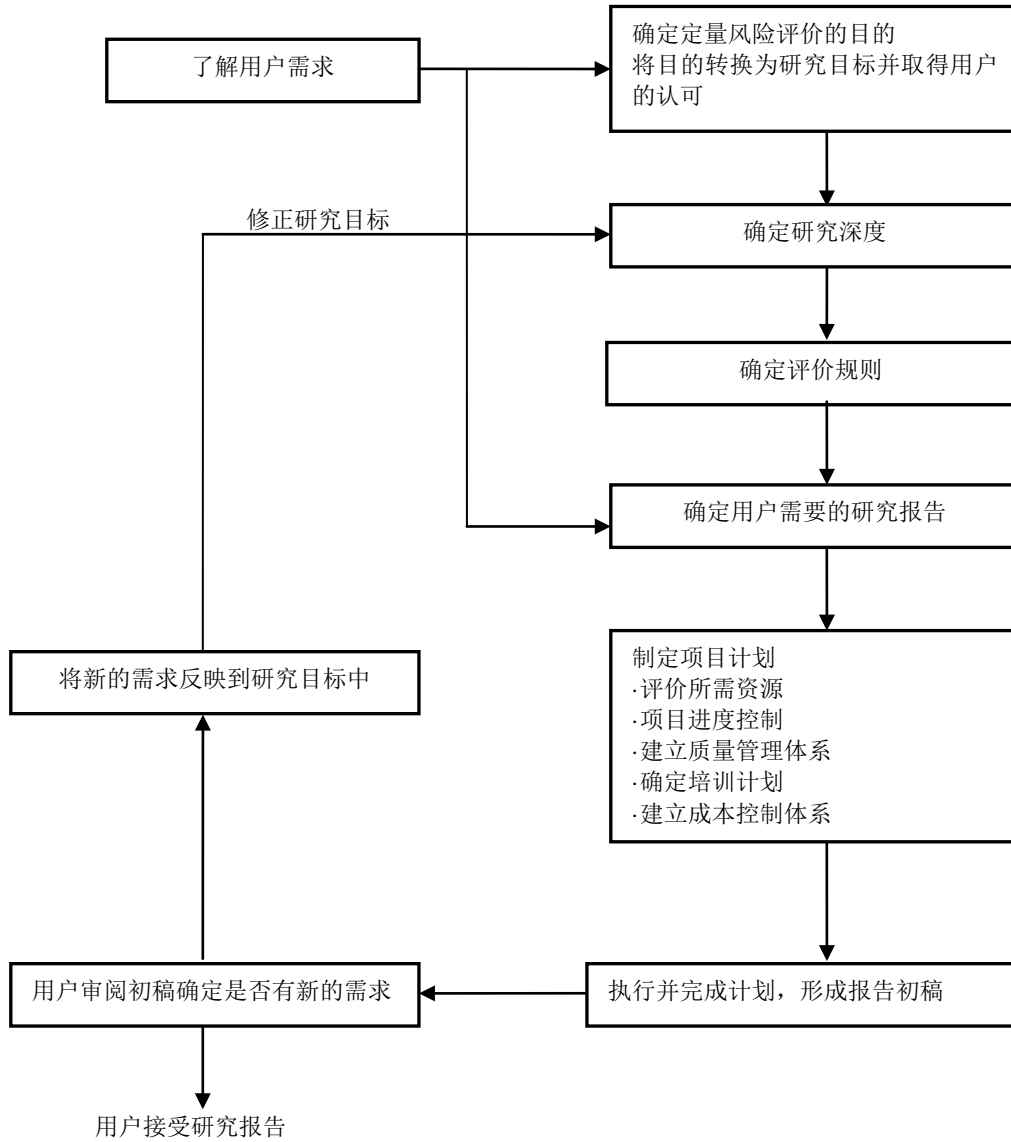 了解用户需求
确定定量风险评价的目的
将目的转换为研究目标并取得用户
的认可
修正研究目标
确定研究深度
确定评价规则
确定用户需要的研究报告
将新的需求反映到研究目标中
制定项目计划
·评价所需资源
·项目进度控制
·建立质量管理体系
·确定培训计划
·建立成本控制体系
用户审阅初稿确定是否有新的需求
执行并完成计划，形成报告初稿
用户接受研究报告